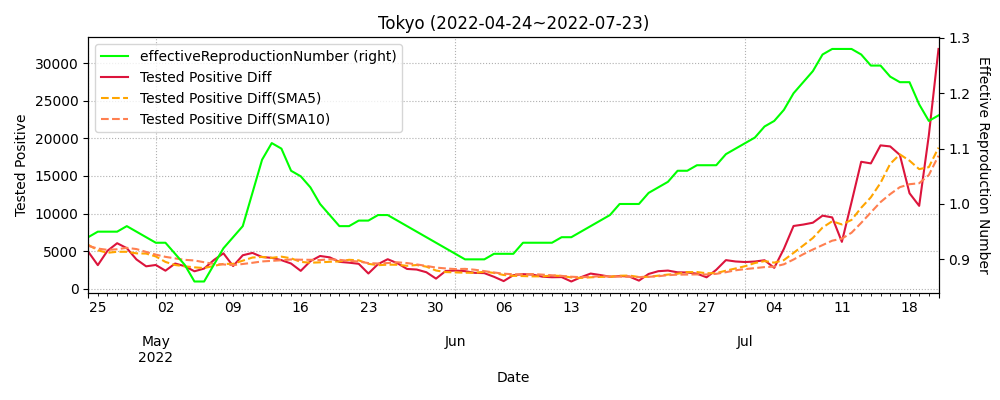 Tokyo (2022-04-24~2022-07-23)
effectiveReproductionNumber (right)
Tested Positive Diff
Tested Positive Diff(SMA5)
Tested Positive Diff(SMA10)
Tested Positive
30000
25000
20000
15000
10000
5000
0
1.3
1.2
1.1
1.0
0.9
Effective Reproduction Number
25 02 09 16 23 30 06 13 20 27 04 11 18
May Jun Jul
2022
Date